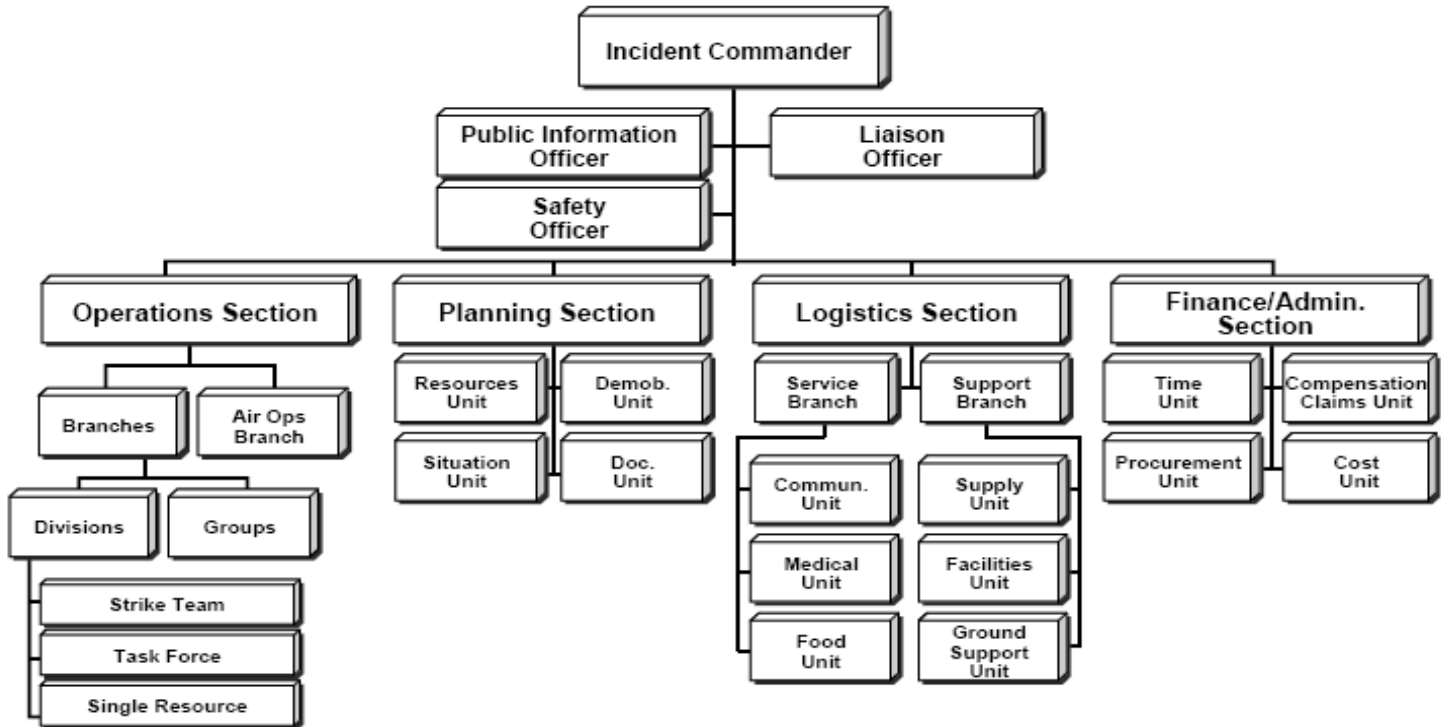 Incident Commander
Public Information
Officer
Liaison
Officer
Safety
Officer
Operations Section
Planning Section
Logistics Section
Finance/Admin.
Section
Branches
Air Ops
Branch
Divisions
Groups
Strike Team
Task Force
Single Resource
Resources
Unit
Demob.
Unit
Situation
Unit
Doc.
Unit
Service
Branch
Support
Branch
Commun.
Unit
Supply
Unit
Medical
Unit
Facilities
Unit
Food
Unit
Ground
Support
Unit
Time
Unit
Compensation
Claims Unit
Procurement
Unit
Cost
Unit